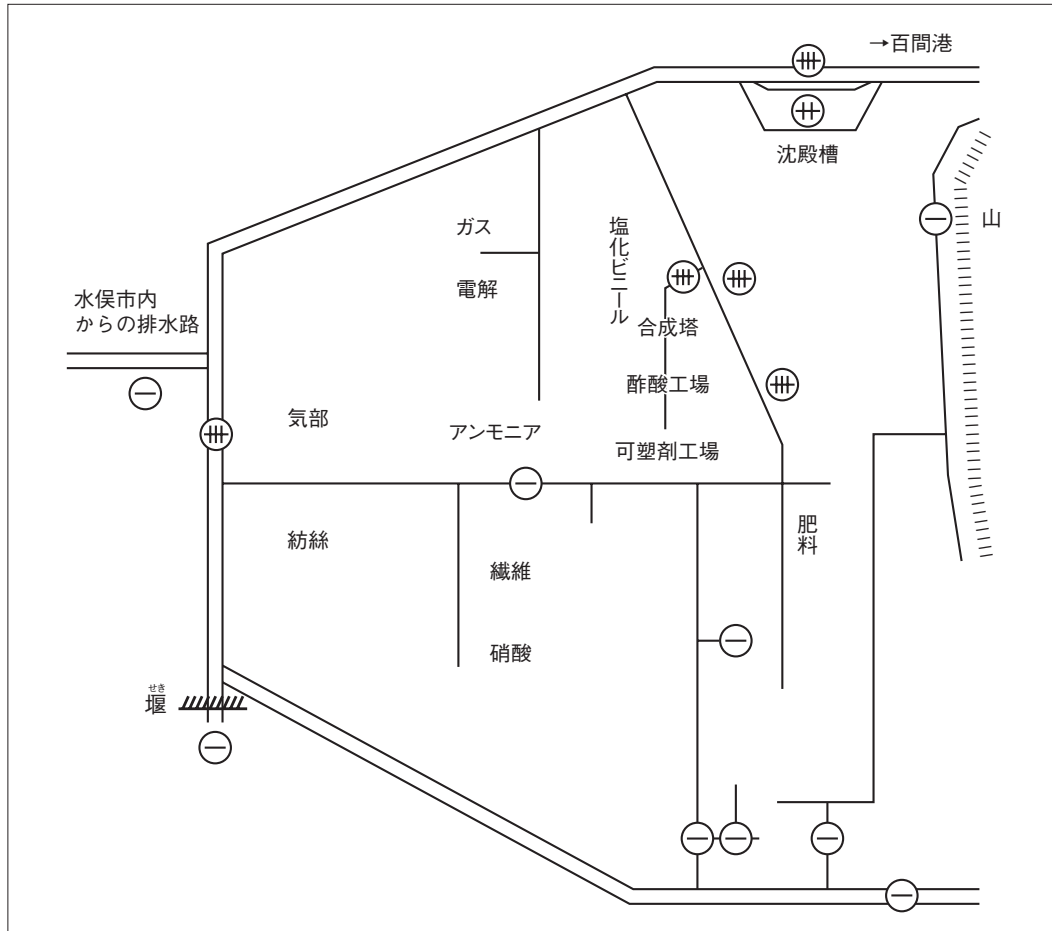 →百間港
沈殿槽
山
ガス
塩化ビニール
電解
水俣市内
からの排水路
合成塔
酢酸工場
気部
アンモニア
可塑剤工場
紡絲
肥料
繊維
硝酸
せき
堰